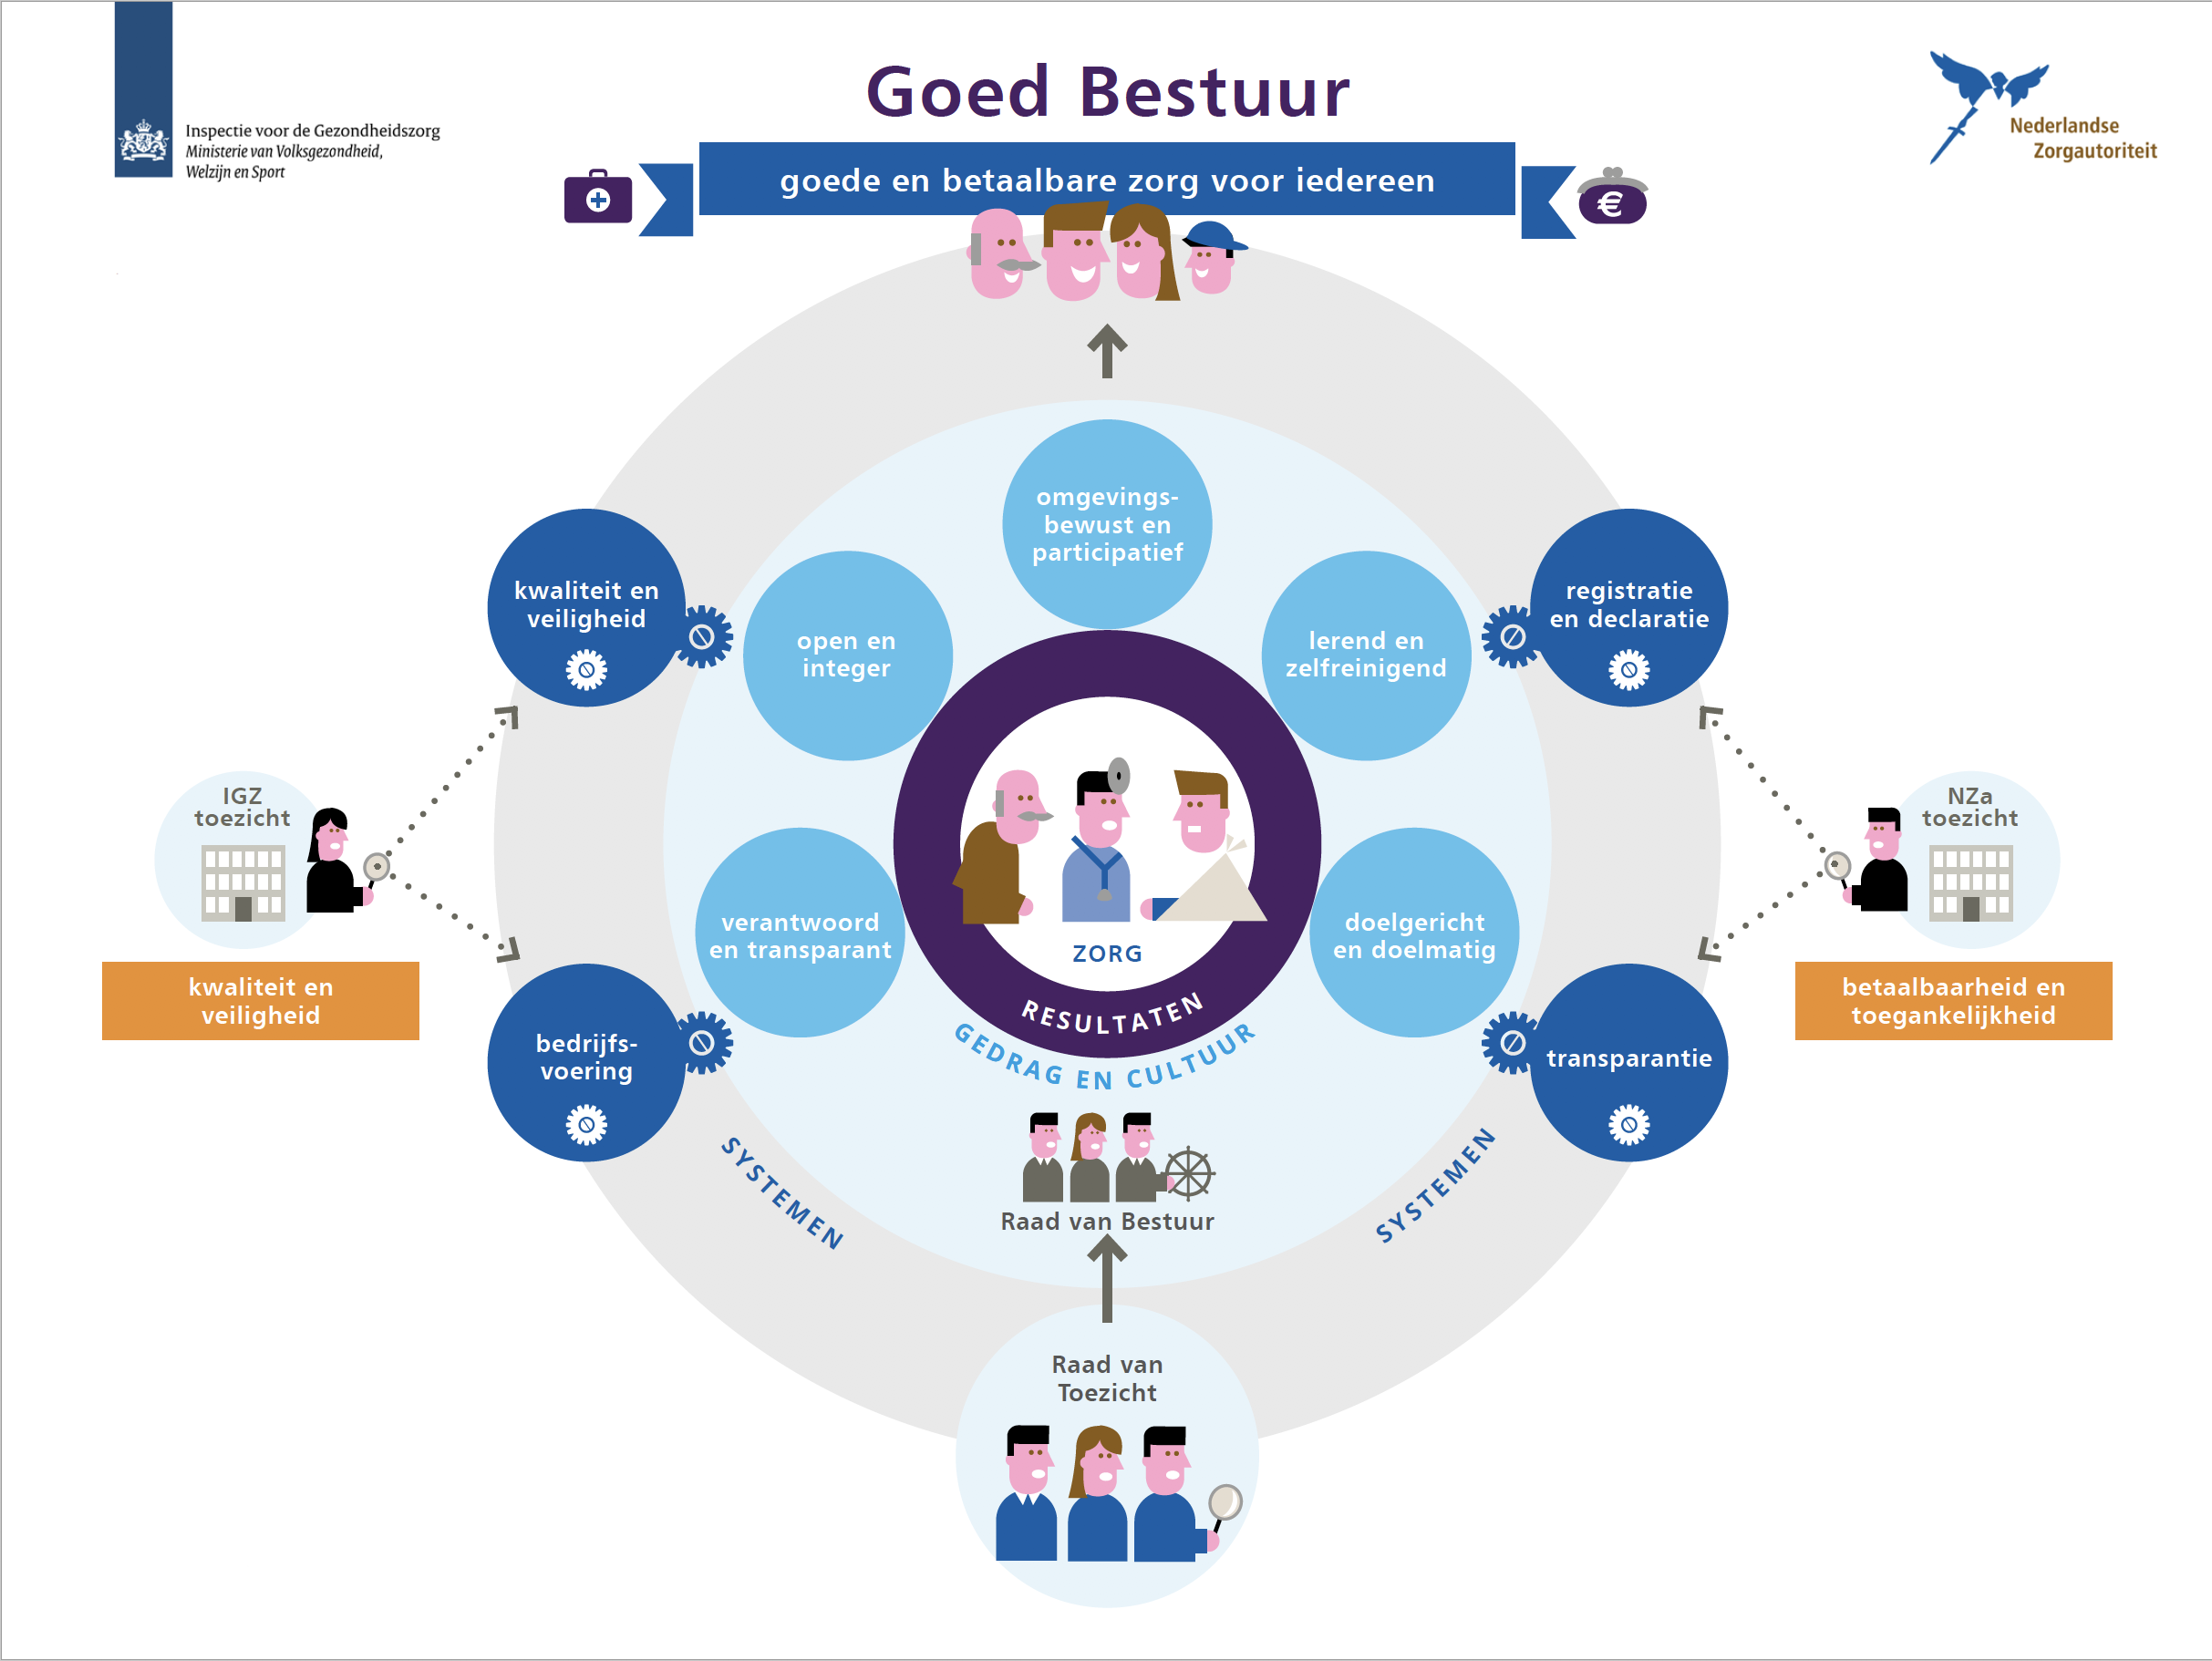 Inspectie voor de Gezondheidszorg
Ministerie van Volksgezondheid,
Welzijn en Sport
Goed Bestuur
goede en betaalbare zorg voor iedereen
€
Nederlandse
Zorgautoriteit
omgevings-
bewust en
participatief
kwaliteit en
veiligheid
open en
integer
lerend en
zelfreinigend
registratie
en declaratie
IGZ
toezicht
NZa
toezicht
verantwoord
en transparant
ZORG
doelgericht
en doelmatig
kwaliteit en
veiligheid
betaalbaarheid en
toegankelijkheid
RESULTATEN
GEDRAG EN CULTUUR
bedrijfs-
voering
transparantie
SYSTEMEN
SYSTEMEN
Raad van Bestuur
Raad van
Toezicht